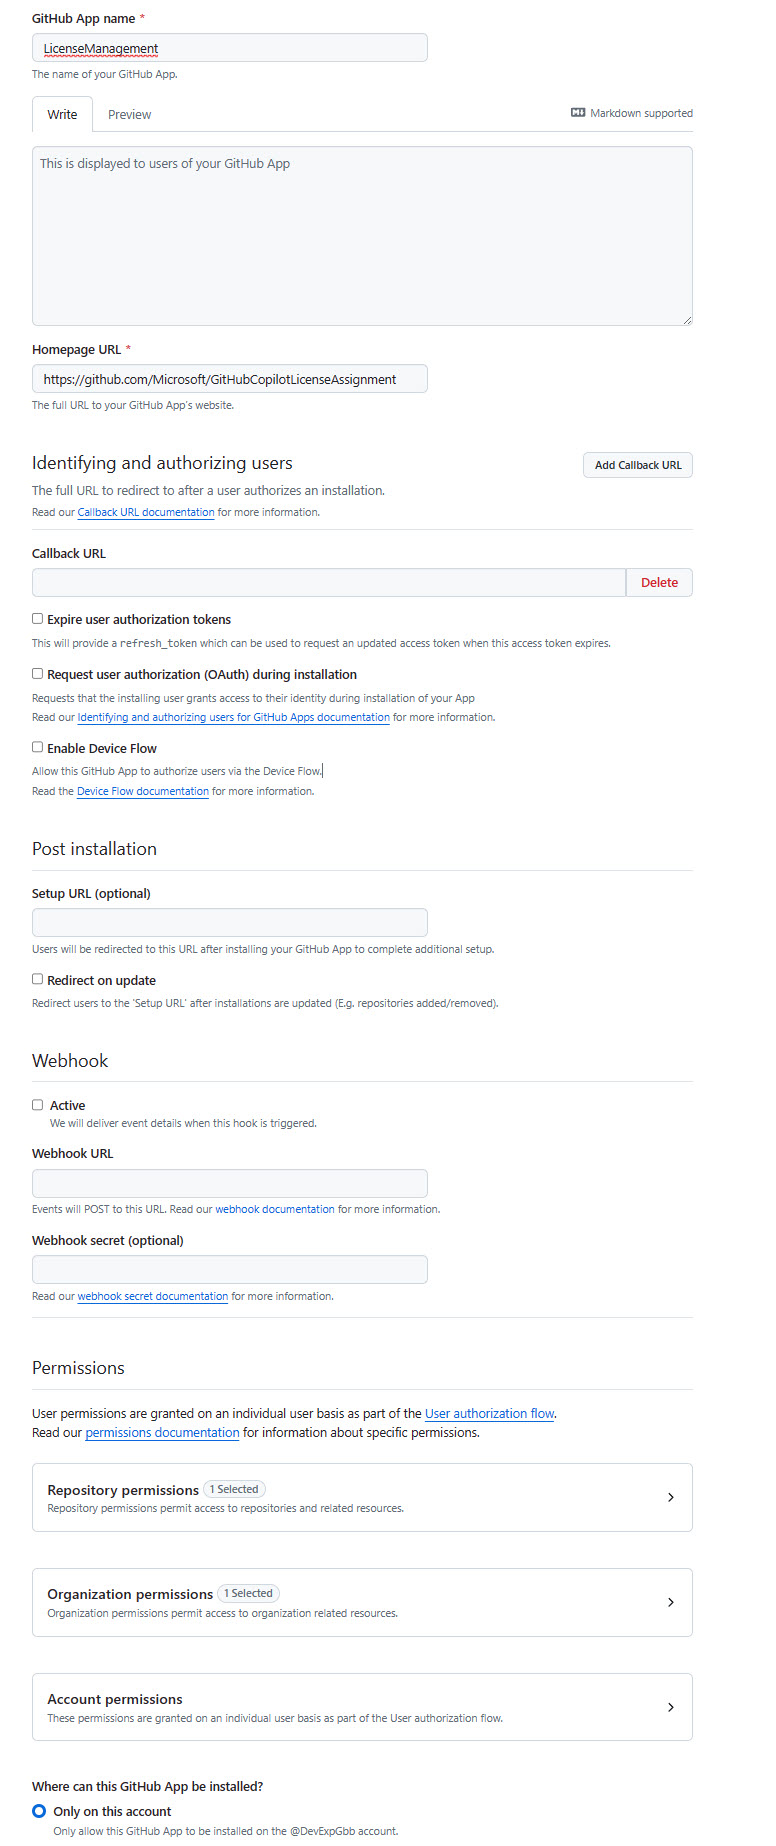 GitHub App name *
LicenseManagement
The name of your GitHub App.
Write Preview Markdown supported
This is displayed to users of your GitHub App
Homepage URL *
https://github.com/Microsoft/GitHubCopilotLicenseAssignment
The full URL to your GitHub App's website.
Identifying and authorizing users Add Callback URL
The full URL to redirect to after a user authorizes an installation.
Read our Callback URL documentation for more information.
Callback URL
Delete
Expire user authorization tokens
This will provide a refresh_token which can be used to request an updated access token when this access token expires.
Request user authorization (OAuth) during installation
Requests that the installing user grants access to their identity during installation of your App
Read our Identifying and authorizing users for GitHub Apps documentation for more information.
Enable Device Flow
Allow this GitHub App to authorize users via the Device Flow.
Read the Device Flow documentation for more information.
Post installation
Setup URL (optional)
Users will be redirected to this URL after installing your GitHub App to complete additional setup.
Redirect on update
Redirect users to the 'Setup URL' after installations are updated (E.g. repositories added/removed).
Webhook
Active
We will deliver event details when this hook is triggered.
Webhook URL
Events will POST to this URL. Read our webhook documentation for more information.
Webhook secret (optional)
Read our webhook secret documentation for more information.
Permissions
User permissions are granted on an individual user basis as part of the User authorization flow.
Read our permissions documentation for information about specific permissions.
Repository permissions 1 Selected
Repository permissions permit access to repositories and related resources.
Organization permissions 1 Selected
Organization permissions permit access to organization related resources.
Account permissions
These permissions are granted on an individual user basis as part of the User authorization flow.
Where can this GitHub App be installed?
Only on this account
Only allow this GitHub App to be installed on the @DevExpGbb account.